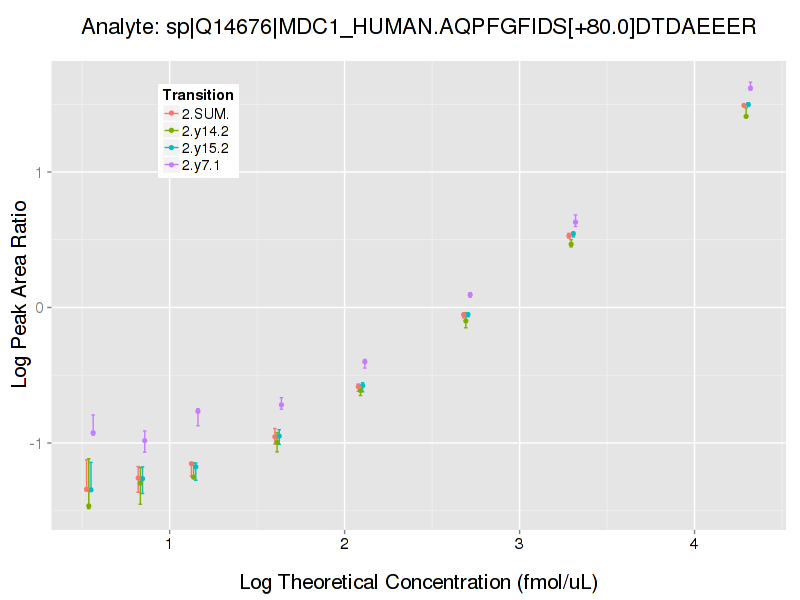 Analyte: sp|Q14676|MDC1_HUMAN.AQPFGFIDS[+80.0]DTDAEEER
Transition
2.SUM.
2.y14.2
2.y15.2
2.y7.1
1
0
-1
Log Peak Area Ratio
1 2 3 4
Log Theoretical Concentration (fmol/uL)